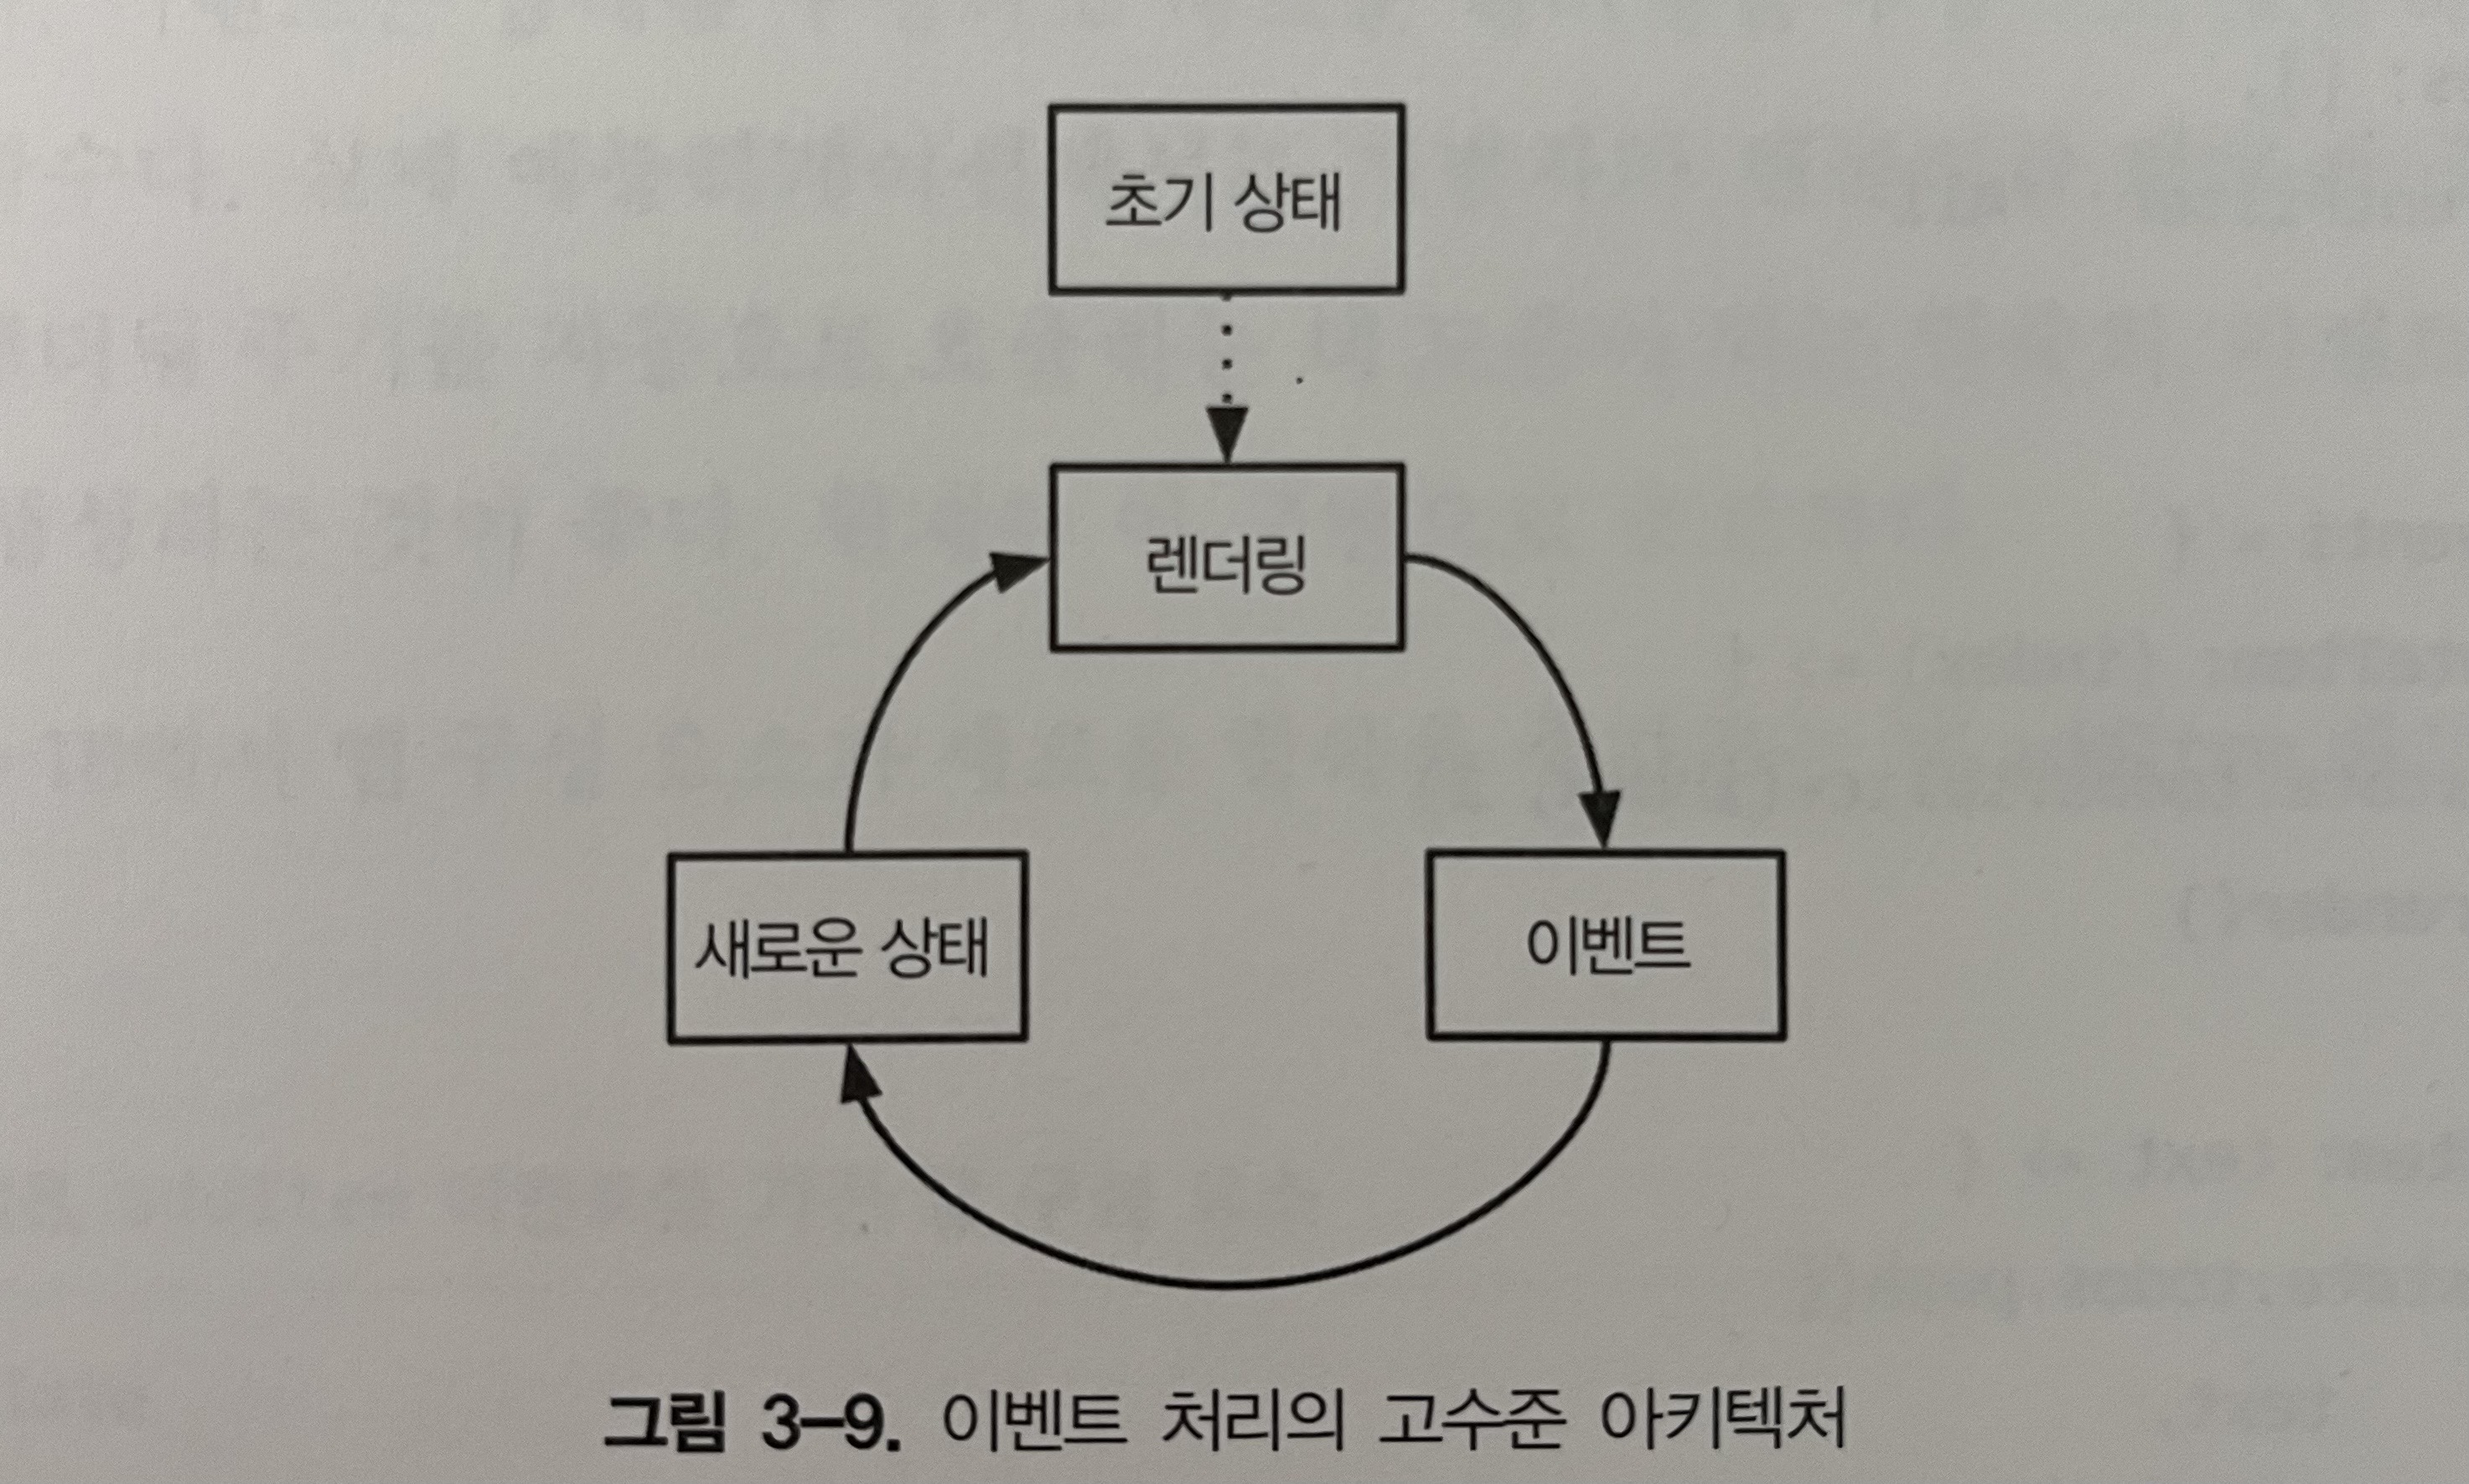 초기 상태
렌더링
새로운 상태
이벤트
그림 3-9. 이벤트 처리의 고수준 아키텍처